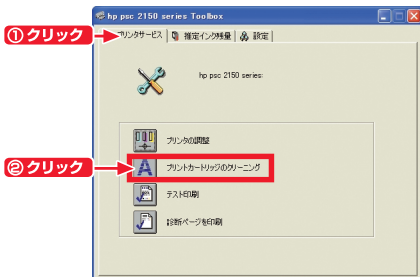 hp psc 2150 series Toolbox
①クリック
プリンタサービス 推定インク残量 設定
hp psc 2150 series:
プリンタの調整
②クリック
プリントカートリッジのクリーニング
テスト印刷
診断ページを印刷